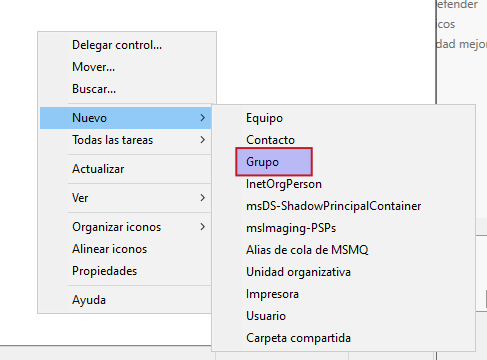 efender
cos
dad mejor
Delegar control...
Mover...
Buscar...
Nuevo
Todas las tareas
Actualizar
Ver
Organizar iconos
Alinear iconos
Propiedades
Ayuda
Equipo
Contacto
Grupo
InetOrgPerson
msDS-ShadowPrincipalContainer
msImaging-PSPs
Alias de cola de MSMQ
Unidad organizativa
Impresora
Usuario
Carpeta compartida